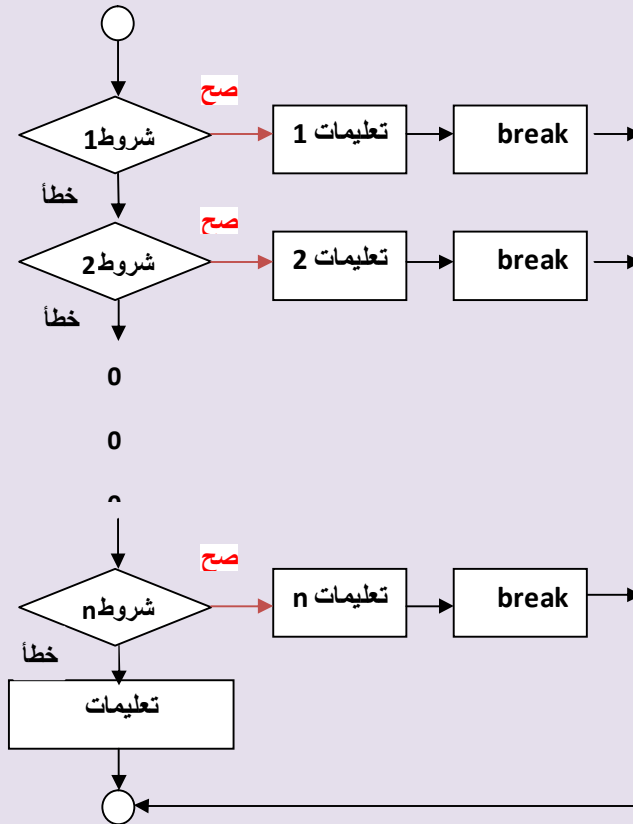 صح
شروط1
تعليمات 1
break
خطأ
صح
شروط2
تعليمات 2
break
خطأ
0
0
صح
شروطn
تعليمات n
break
خطأ
تعليمات